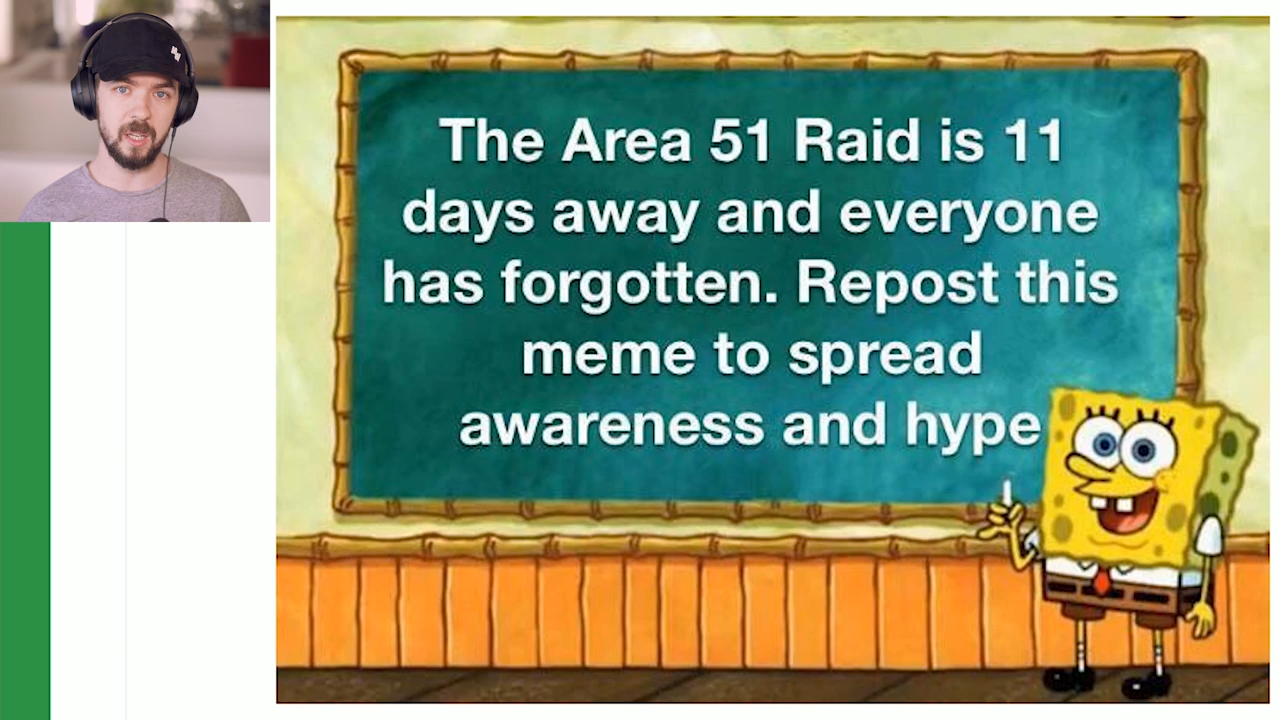 The Area 51 Raid is 11
days away and everyone
has forgotten. Repost this
meme to spread
awareness and hype